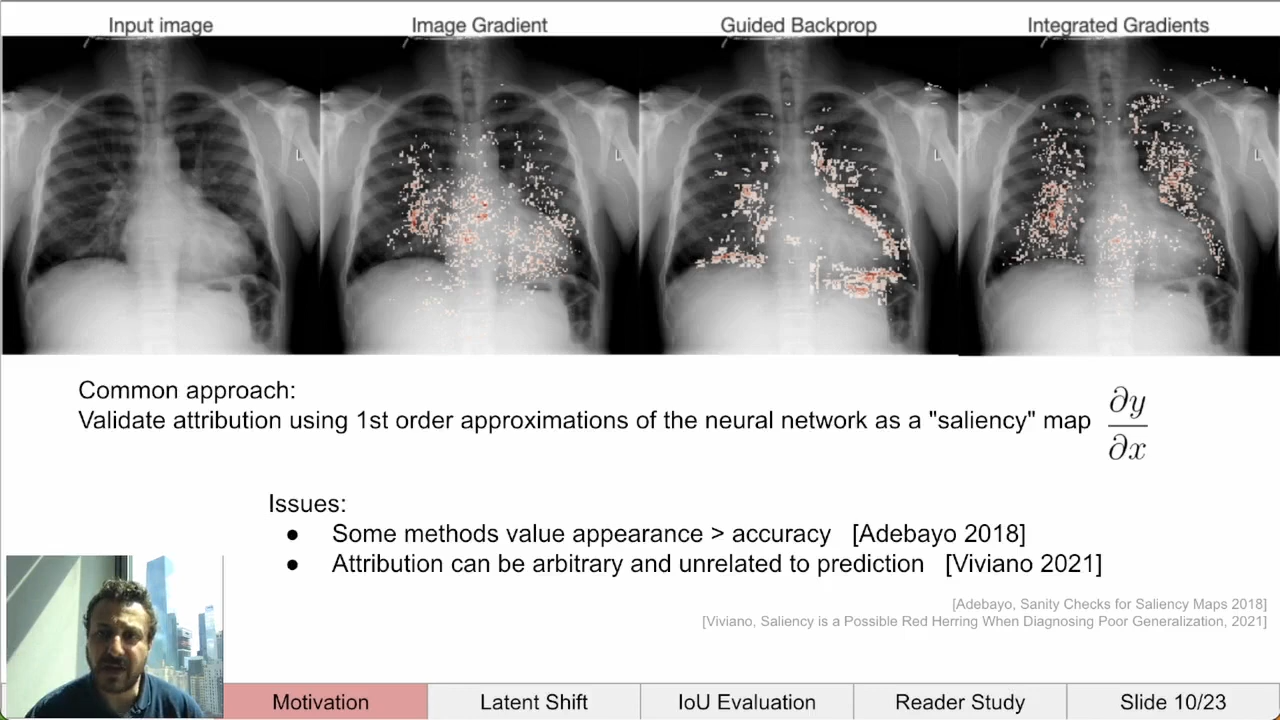 Input image
Image Gradient
Guided Backprop
Integrated Gradients
L
L
L
L
Common approach:
Validate attribution using 1st order approximations of the neural network as a "saliency" map ∂y/∂x
Issues:
● Some methods value appearance > accuracy [Adebayo 2018]
● Attribution can be arbitrary and unrelated to prediction [Viviano 2021]
[Adebayo, Sanity Checks for Saliency Maps 2018]
[Viviano, Saliency is a Possible Red Herring When Diagnosing Poor Generalization, 2021]
Motivation
Latent Shift
IoU Evaluation
Reader Study
Slide 10/23